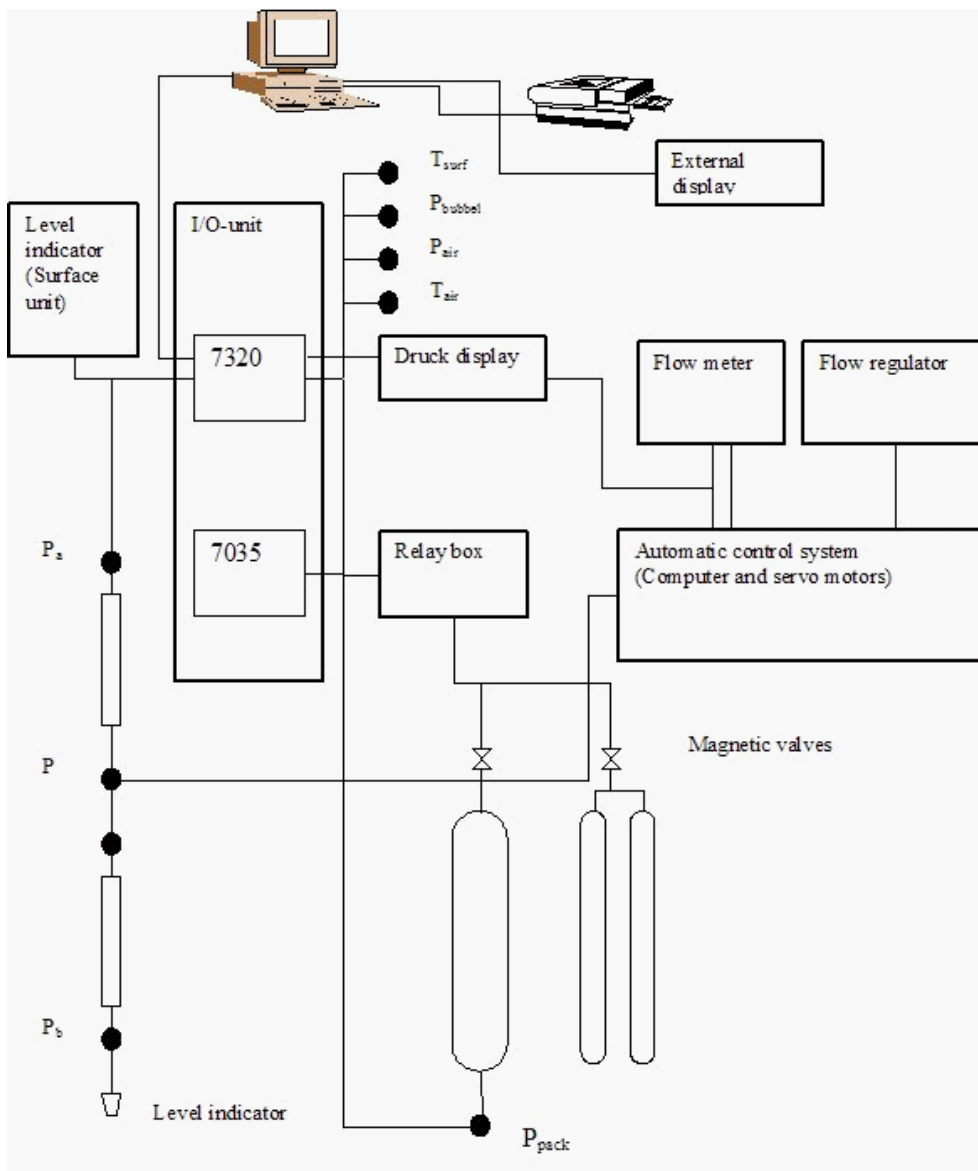 T_surf
External
display
P_bubbel
Level
indicator
(Surface
unit)
I/O-unit
P_air
T_air
7320
Druck display
Flow meter
Flow regulator
P_a
7035
Relay box
Automatic control system
(Computer and servo motors)
P
Magnetic valves
P_b
Level indicator
P_pack